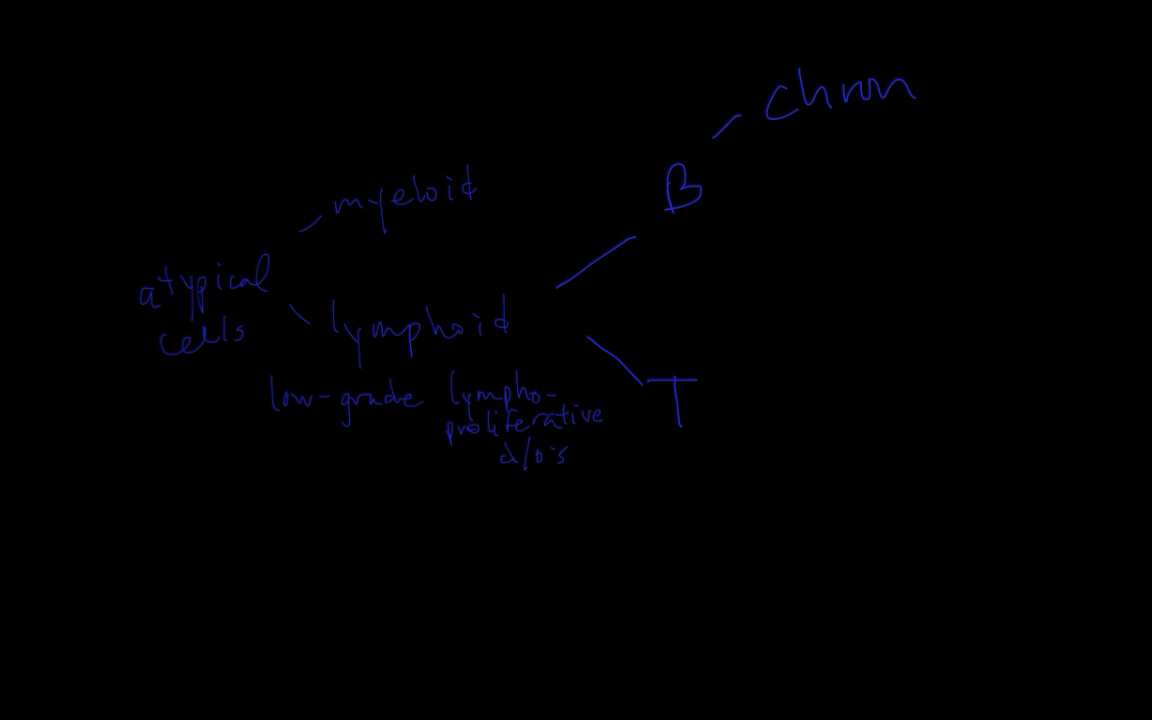 Chron
B
myeloid
atypical
cells
lymphoid
T
low-grade lympho-
proliferative
d/o's